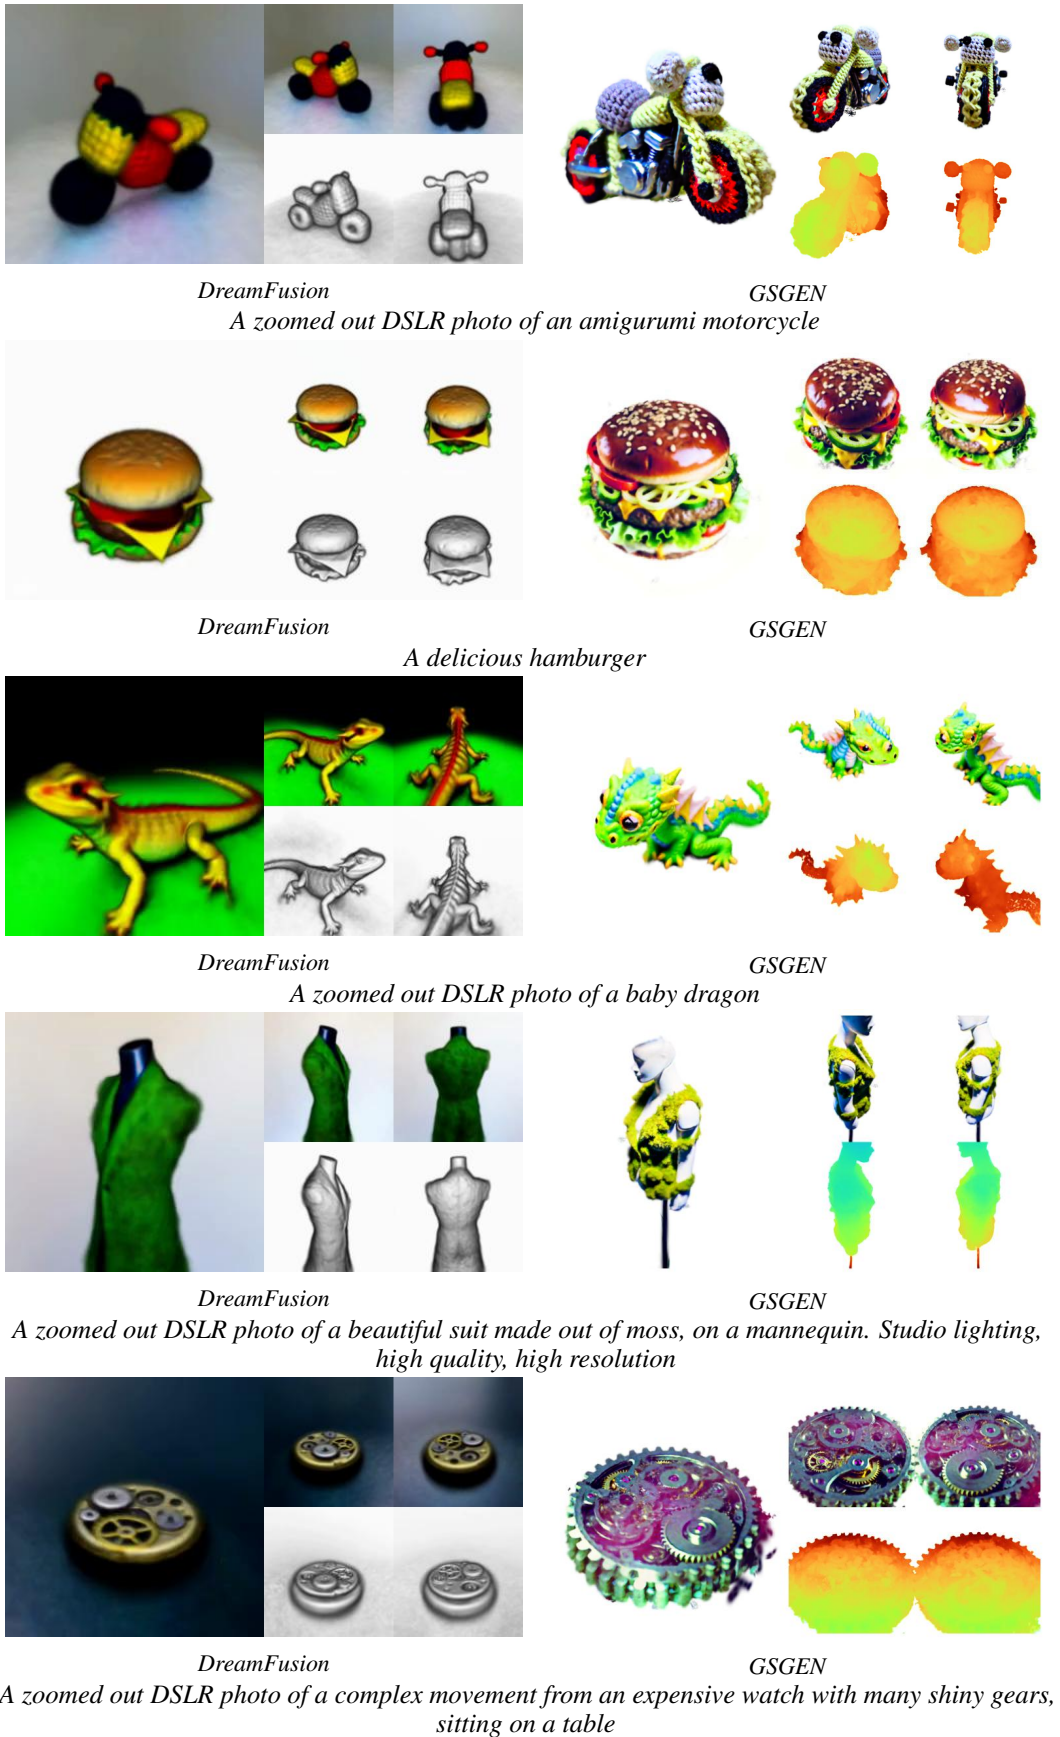 DreamFusion
GSGEN
A zoomed out DSLR photo of an amigurumi motorcycle
DreamFusion
GSGEN
A delicious hamburger
DreamFusion
GSGEN
A zoomed out DSLR photo of a baby dragon
DreamFusion
GSGEN
A zoomed out DSLR photo of a beautiful suit made out of moss, on a mannequin. Studio lighting,
high quality, high resolution
DreamFusion
GSGEN
A zoomed out DSLR photo of a complex movement from an expensive watch with many shiny gears,
sitting on a table